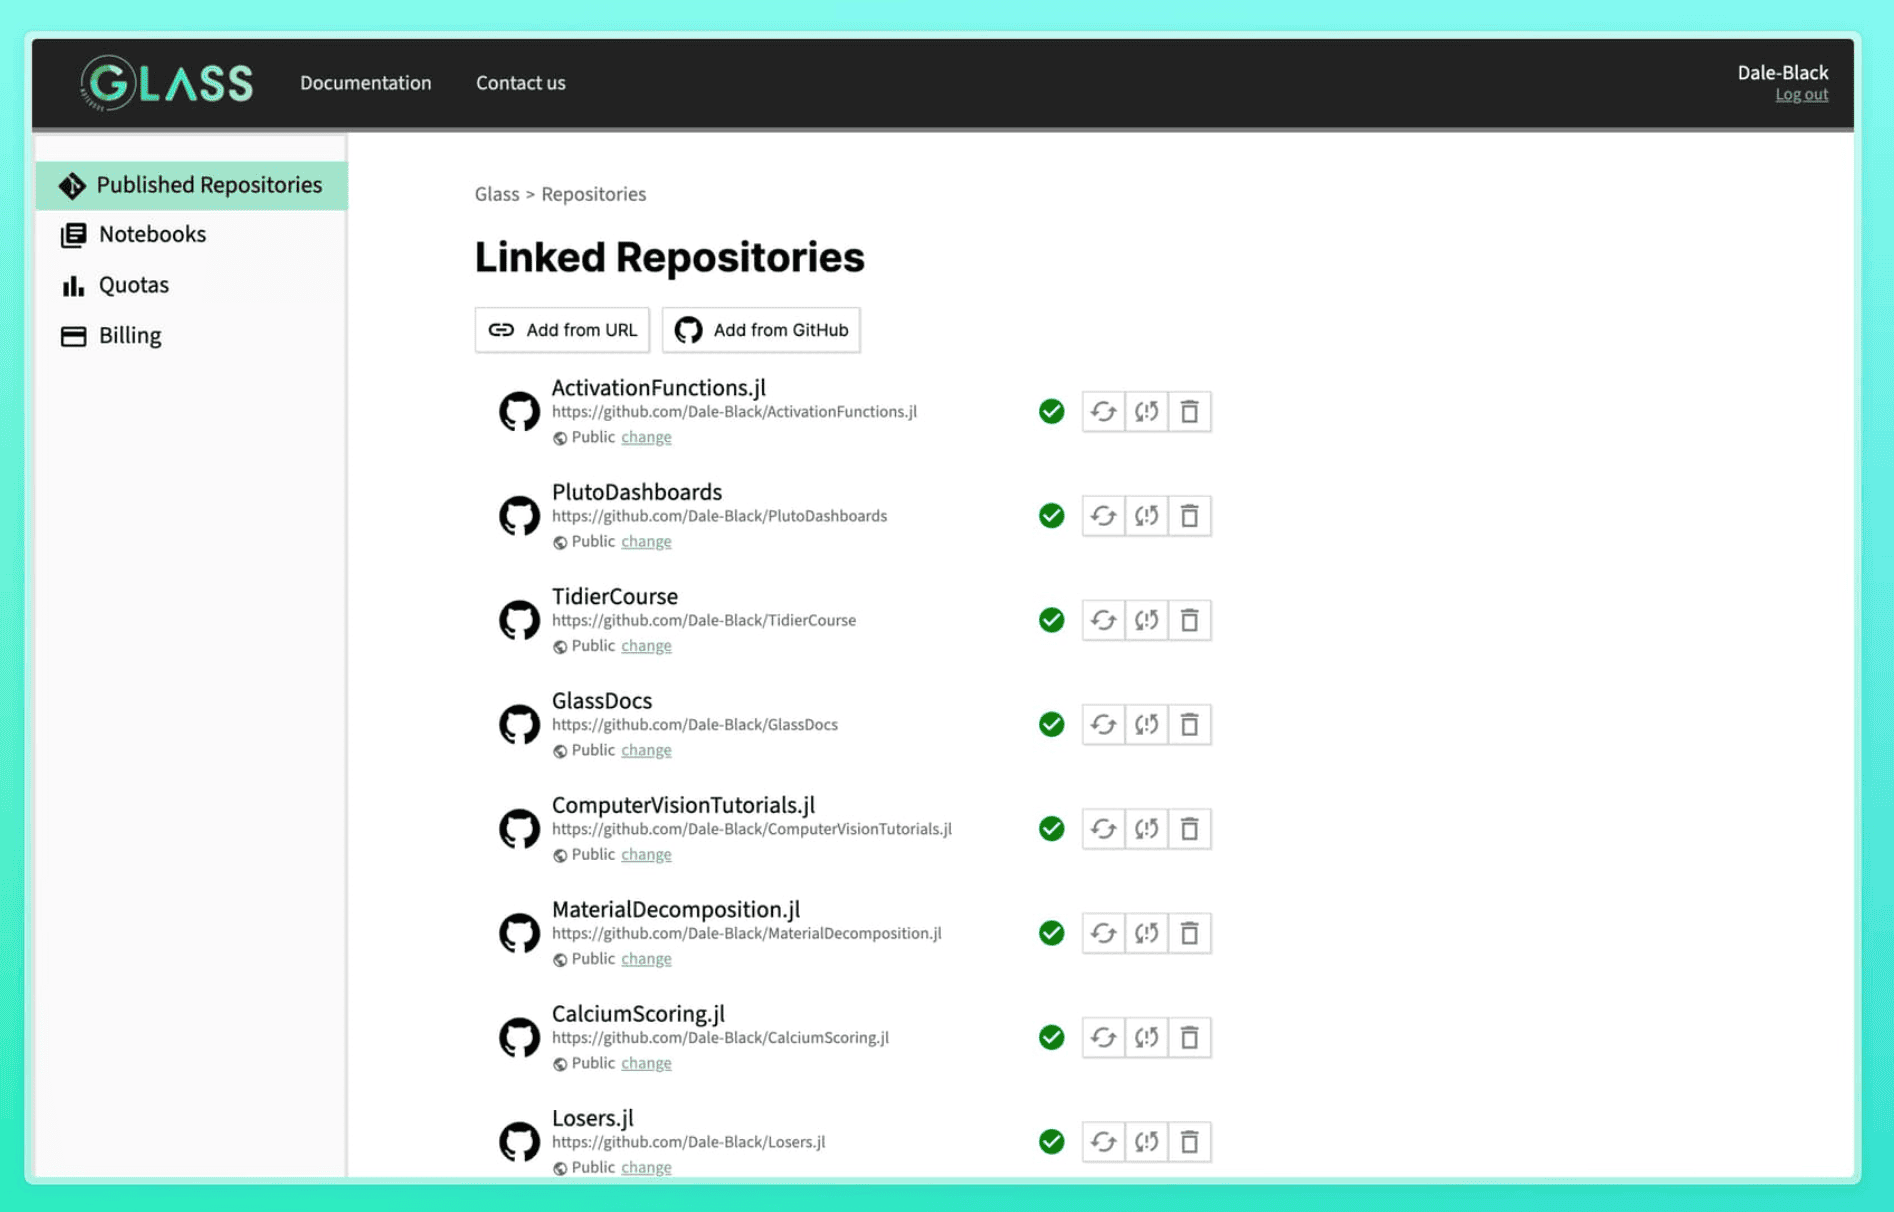 GLASS
Documentation
Contact us
Dale-Black
Log out
Published Repositories
Notebooks
Quotas
Billing
Glass > Repositories
Linked Repositories
Add from URL
Add from GitHub
ActivationFunctions.jl
https://github.com/Dale-Black/ActivationFunctions.jl
Public change
PlutoDashboards
https://github.com/Dale-Black/PlutoDashboards
Public change
TidierCourse
https://github.com/Dale-Black/TidierCourse
Public change
GlassDocs
https://github.com/Dale-Black/GlassDocs
Public change
ComputerVisionTutorials.jl
https://github.com/Dale-Black/ComputerVisionTutorials.jl
Public change
MaterialDecomposition.jl
https://github.com/Dale-Black/MaterialDecomposition.jl
Public change
CalciumScoring.jl
https://github.com/Dale-Black/CalciumScoring.jl
Public change
Losers.jl
https://github.com/Dale-Black/Losers.jl
Public change